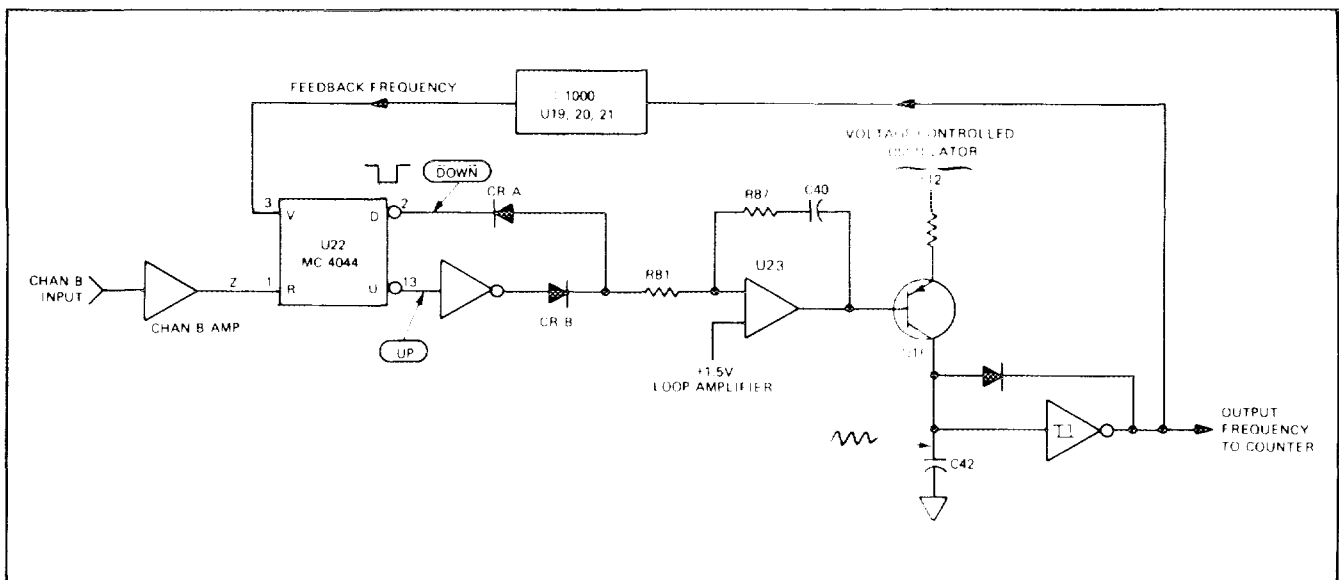 FEEDBACK FREQUENCY
1000
U19, 20, 21
VOLTAGE CONTROLLED
DOWN
CR A
R87
C40
3
V
D
2
U22
MC 4044
CHAN B
INPUT
Z
1
R
U
13
CHAN B AMP
UP
CR B
R81
U23
+1.5V
LOOP AMPLIFIER
C42
OUTPUT
FREQUENCY
TO COUNTER